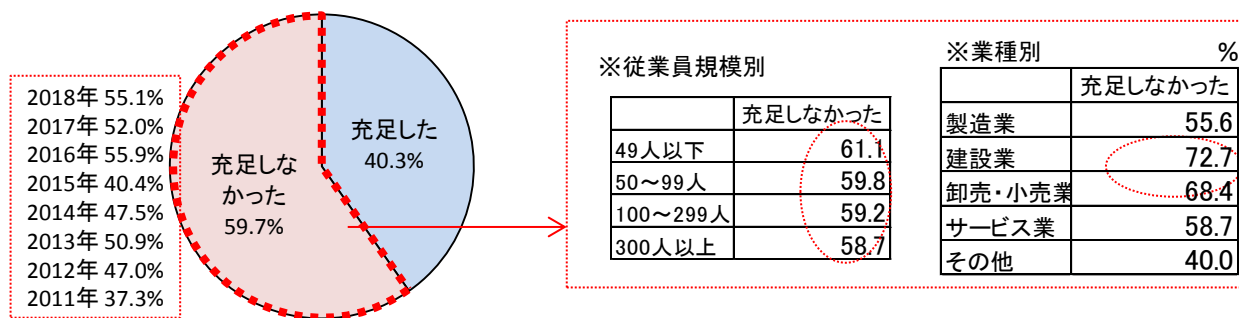 2018年 55.1%
2017年 52.0%
2016年 55.9%
2015年 40.4%
2014年 47.5%
2013年 50.9%
2012年 47.0%
2011年 37.3%
充足しな
かった
59.7%
充足した
40.3%
※従業員規模別
充足しなかった
49人以下 61.1
50～99人 59.8
100～299人 59.2
300人以上 58.7
※業種別 %
充足しなかった
製造業 55.6
建設業 72.7
卸売・小売業 68.4
サービス業 58.7
その他 40.0